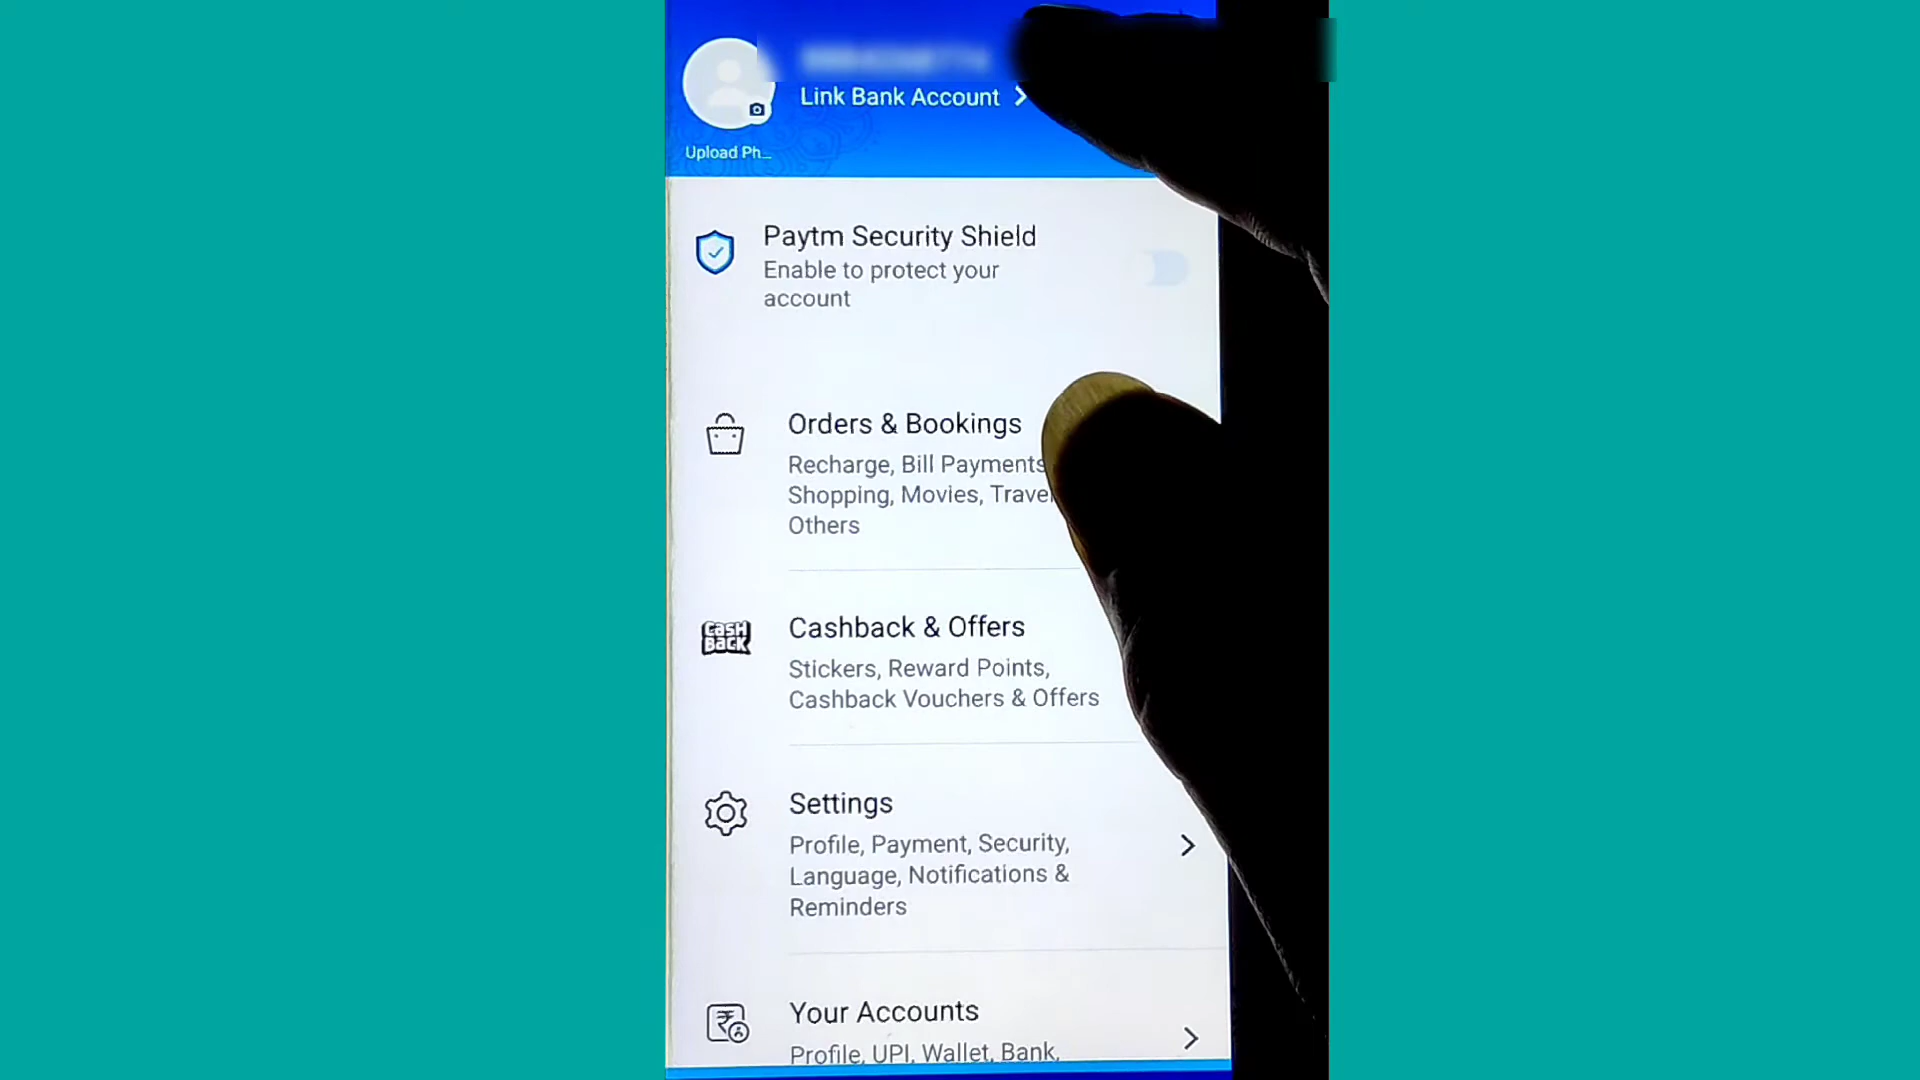 Link Bank Account
Upload Ph...
Paytm Security Shield
Enable to protect your
account
Orders & Bookings
Recharge, Bill Payments
Shopping, Movies, Travel
Others
CASH
BACK
Cashback & Offers
Stickers, Reward Points,
Cashback Vouchers & Offers
Settings
Profile, Payment, Security,
Language, Notifications &
Reminders
Your Accounts
Profile, UPI, Wallet, Bank,